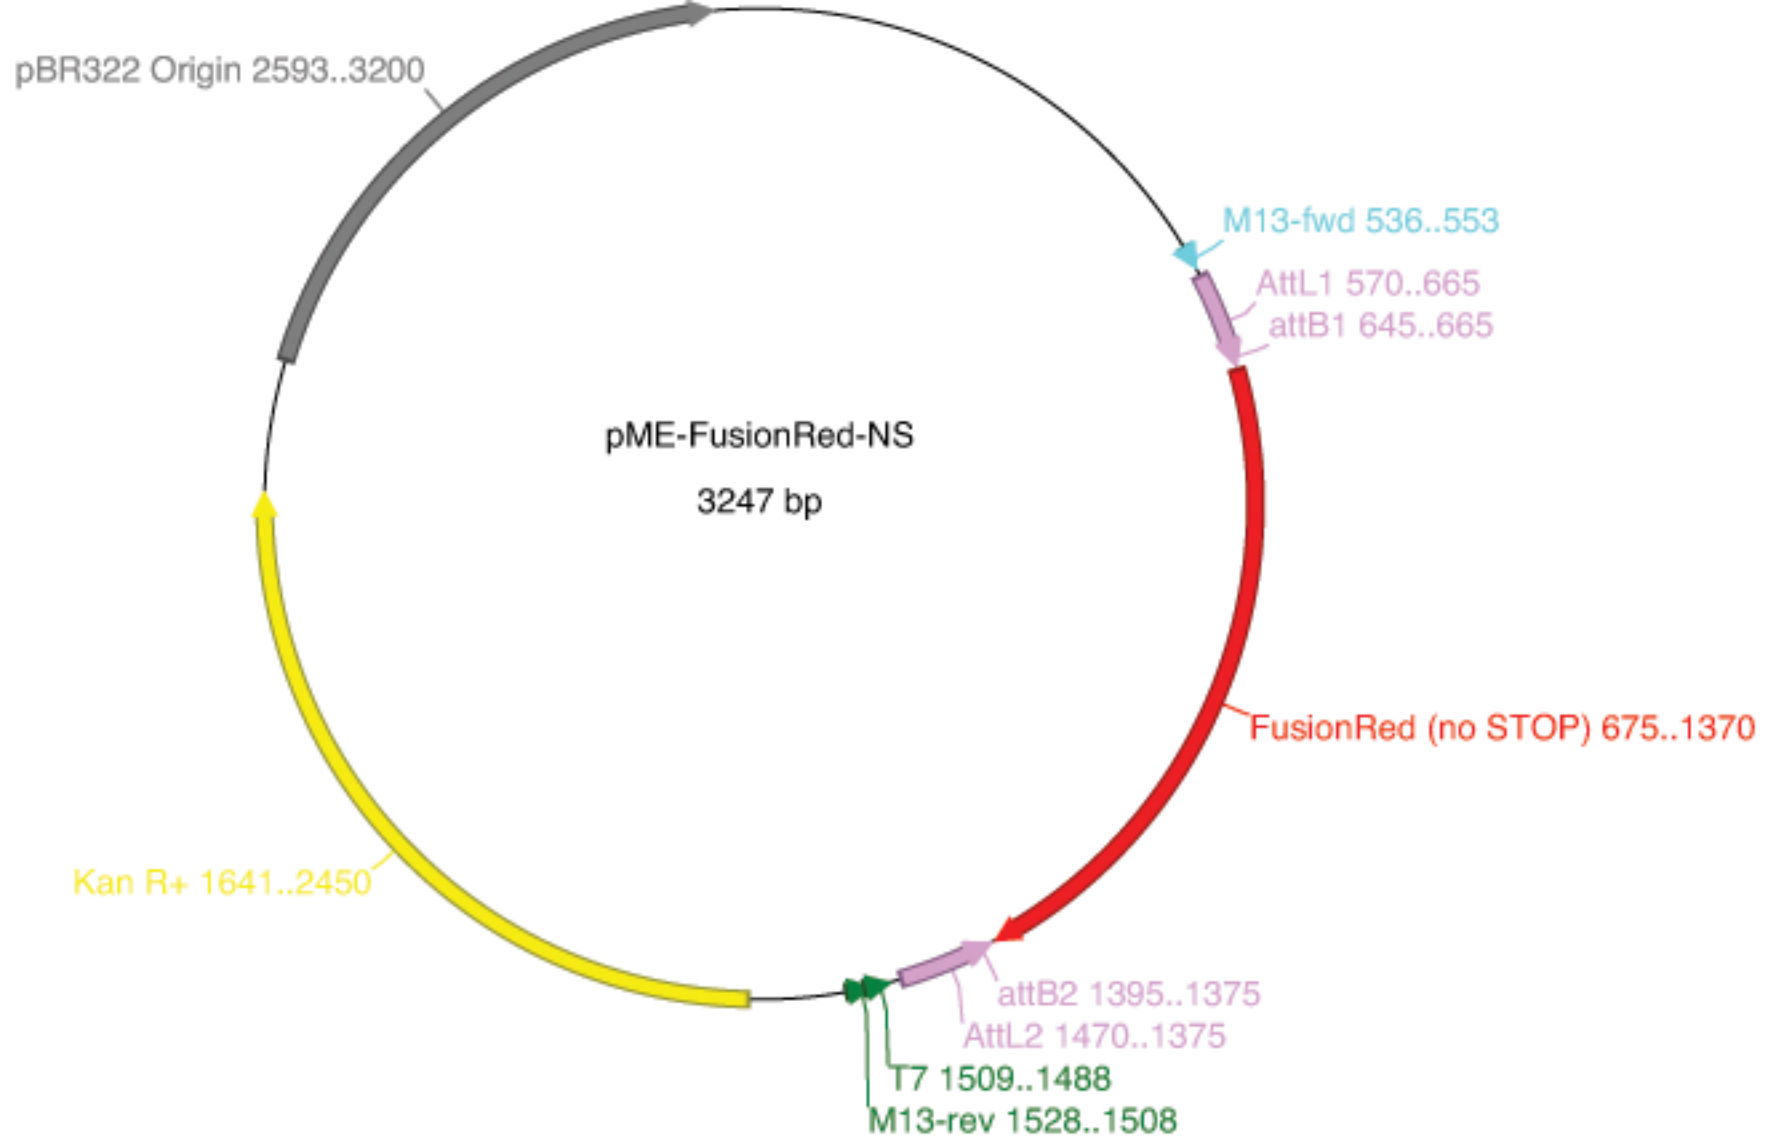 pBR322 Origin 2593..3200
M13-fwd 536..553
AttL1 570..665
attB1 645..665
pME-FusionRed-NS
3247 bp
FusionRed (no STOP) 675..1370
Kan R+ 1641..2450
attB2 1395..1375
AttL2 1470..1375
T7 1509..1488
M13-rev 1528..1508